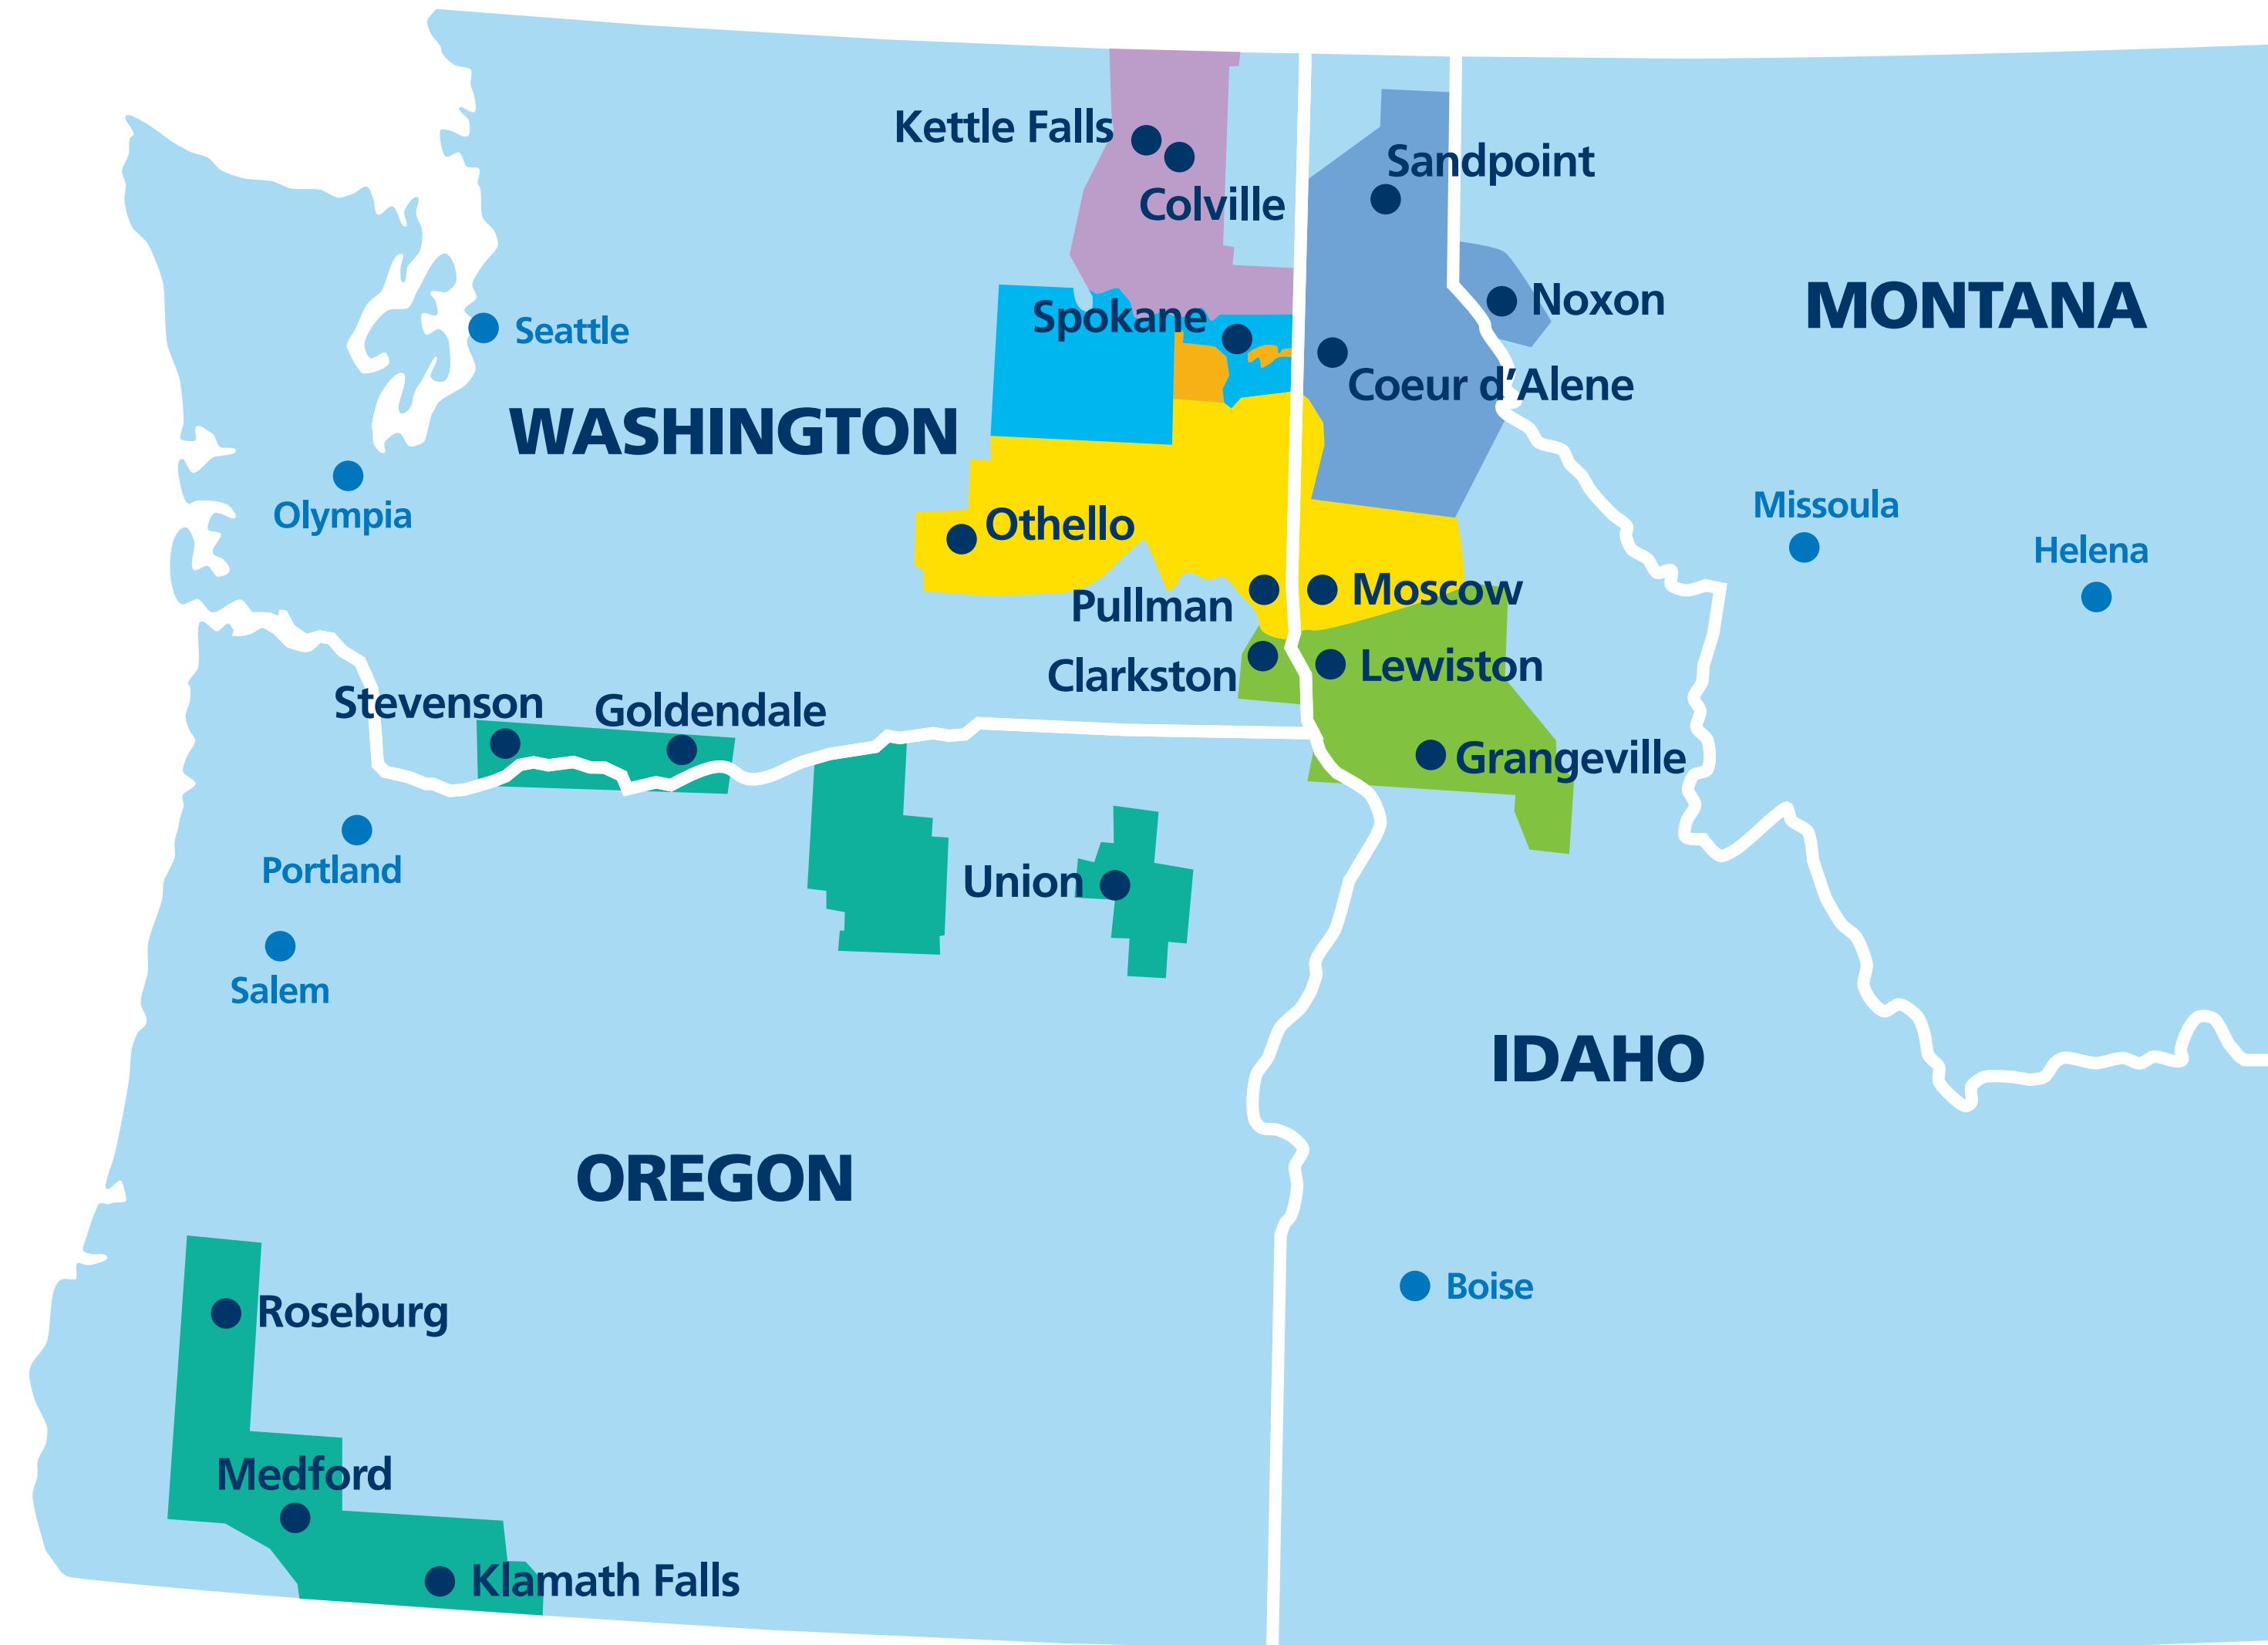 Kettle Falls
Sandpoint
Colville
Noxon
MONTANA
Spokane
Seattle
Coeur d’Alene
WASHINGTON
Olympia
Othello
Missoula
Helena
Pullman
Moscow
Clarkston
Lewiston
Stevenson
Goldendale
Grangeville
Portland
Union
Salem
IDAHO
OREGON
Boise
Roseburg
Medford
Klamath Falls